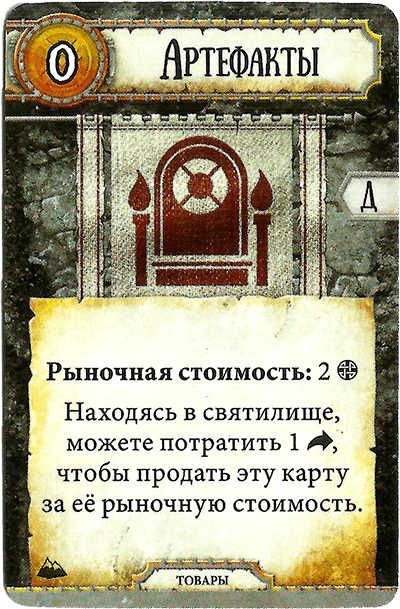 0
АРТЕФАКТЫ
Д
Рыночная стоимость: 2
Находясь в святилище,
можете потратить 1 ,
чтобы продать эту карту
за её рыночную стоимость.
ТОВАРЫ